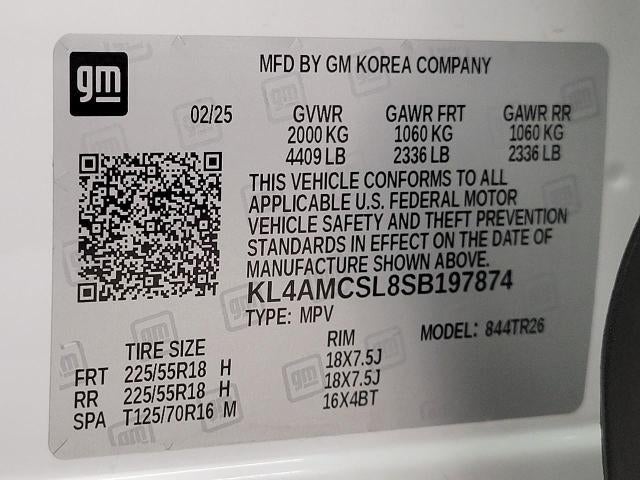 gm
MFD BY GM KOREA COMPANY
02/25 GVWR GAWR FRT GAWR RR
2000 KG 1060 KG 1060 KG
4409 LB 2336 LB 2336 LB
THIS VEHICLE CONFORMS TO ALL
APPLICABLE U.S. FEDERAL MOTOR
VEHICLE SAFETY AND THEFT PREVENTION
STANDARDS IN EFFECT ON THE DATE OF
MANUFACTURE SHOWN ABOVE.
KL4AMCSL8SB197874
TYPE: MPV MODEL: 844TR26
TIRE SIZE RIM
FRT 225/55R18 H 18X7.5J
RR 225/55R18 H 18X7.5J
SPA T125/70R16 M 16X4BT